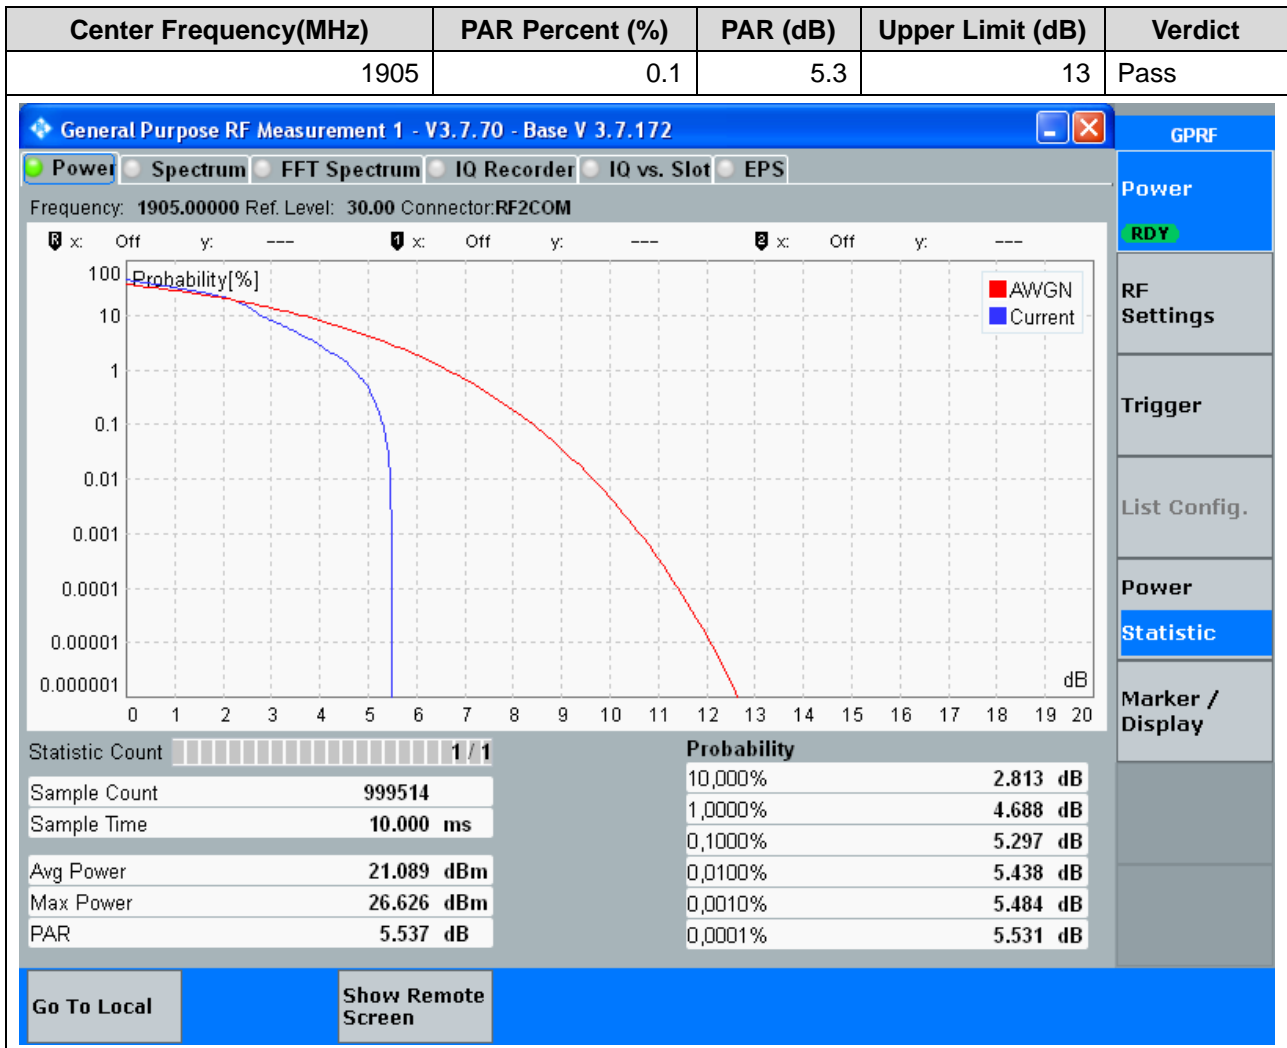 Center Frequency(MHz) PAR Percent (%) PAR (dB) Upper Limit (dB) Verdict
1905 0.1 5.3 13 Pass
General Purpose RF Measurement 1 - V3.7.70 - Base V 3.7.172
GPRF
Power Spectrum FFT Spectrum IQ Recorder IQ vs. Slot EPS
Power
RDY
Frequency: 1905.00000 Ref. Level: 30.00 Connector:RF2COM
R x: Off y: --- 1 x: Off y: --- 2 x: Off y: ---
Probability[%]
AWGN
Current
100
10
1
0.1
0.01
0.001
0.0001
0.00001
0.000001
dB
0 1 2 3 4 5 6 7 8 9 10 11 12 13 14 15 16 17 18 19 20
RF
Settings
Trigger
List Config.
Power
Statistic
Marker /
Display
Statistic Count 1 / 1
Sample Count 999514
Sample Time 10.000 ms
Avg Power 21.089 dBm
Max Power 26.626 dBm
PAR 5.537 dB
Probability
10,000% 2.813 dB
1,0000% 4.688 dB
0,1000% 5.297 dB
0,0100% 5.438 dB
0,0010% 5.484 dB
0,0001% 5.531 dB
Go To Local
Show Remote
Screen